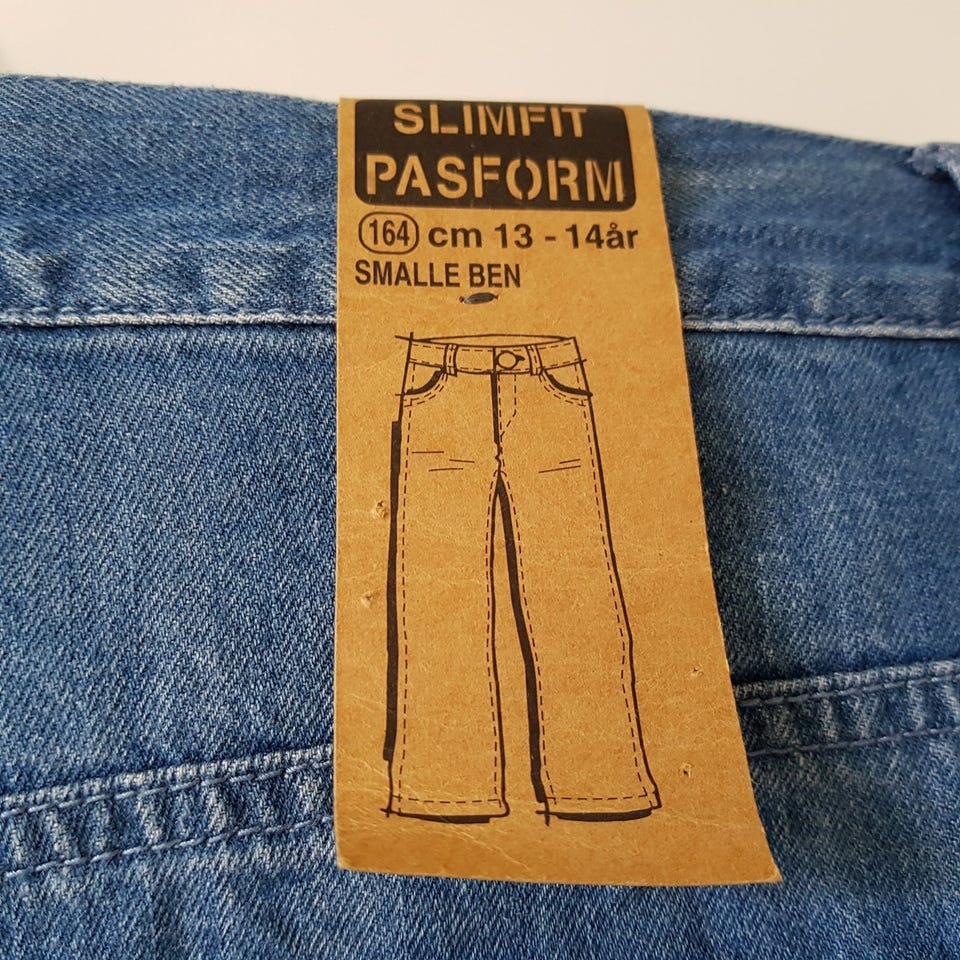 SLIMFIT
PASFORM
164 cm 13 - 14år
SMALLE BEN